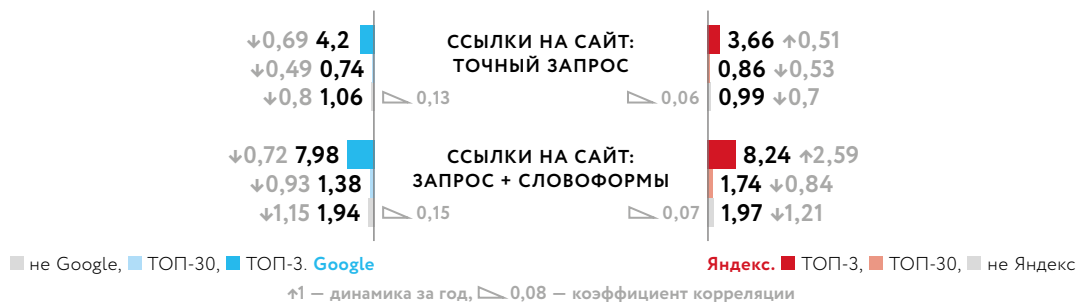 ↓0,69 4,2 ССЫЛКИ НА САЙТ: 3,66 ↑0,51
↓0,49 0,74 ТОЧНЫЙ ЗАПРОС 0,86 ↓0,53
↓0,8 1,06 0,13 0,06 0,99 ↓0,7
↓0,72 7,98 ССЫЛКИ НА САЙТ: 8,24 ↑2,59
↓0,93 1,38 ЗАПРОС + СЛОВОФОРМЫ 1,74 ↓0,84
↓1,15 1,94 0,15 0,07 1,97 ↓1,21
не Google, ТОП-30, ТОП-3. Google Яндекс. ТОП-3, ТОП-30, не Яндекс
↑1 — динамика за год, 0,08 — коэффициент корреляции